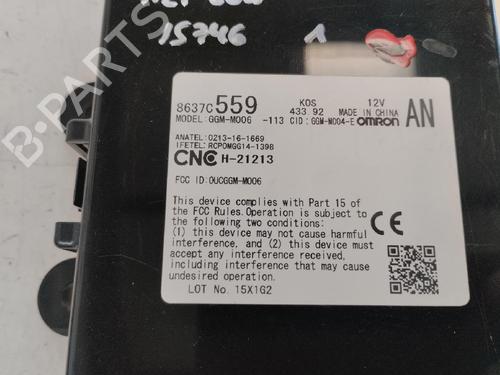 15746 1
8637C559 KOS 12V
433.92 MADE IN CHINA AN
MODEL: GGM-M006 -113 CID: GGM-M04-E OMRON
ANATEL: 0213-16-1669
IFETEL: RCPOMGG14-1398
CNC H-21213
FCC ID: OUCGGM-M006
This device complies with Part 15 of
the FCC Rules. Operation is subject to
the following two conditions:
(1) this device may not cause harmful
interference, and (2) this device must
accept any interference received,
including interference that may cause
undesired operation.
CE
LOT No. 15X1G2
B-PARTS